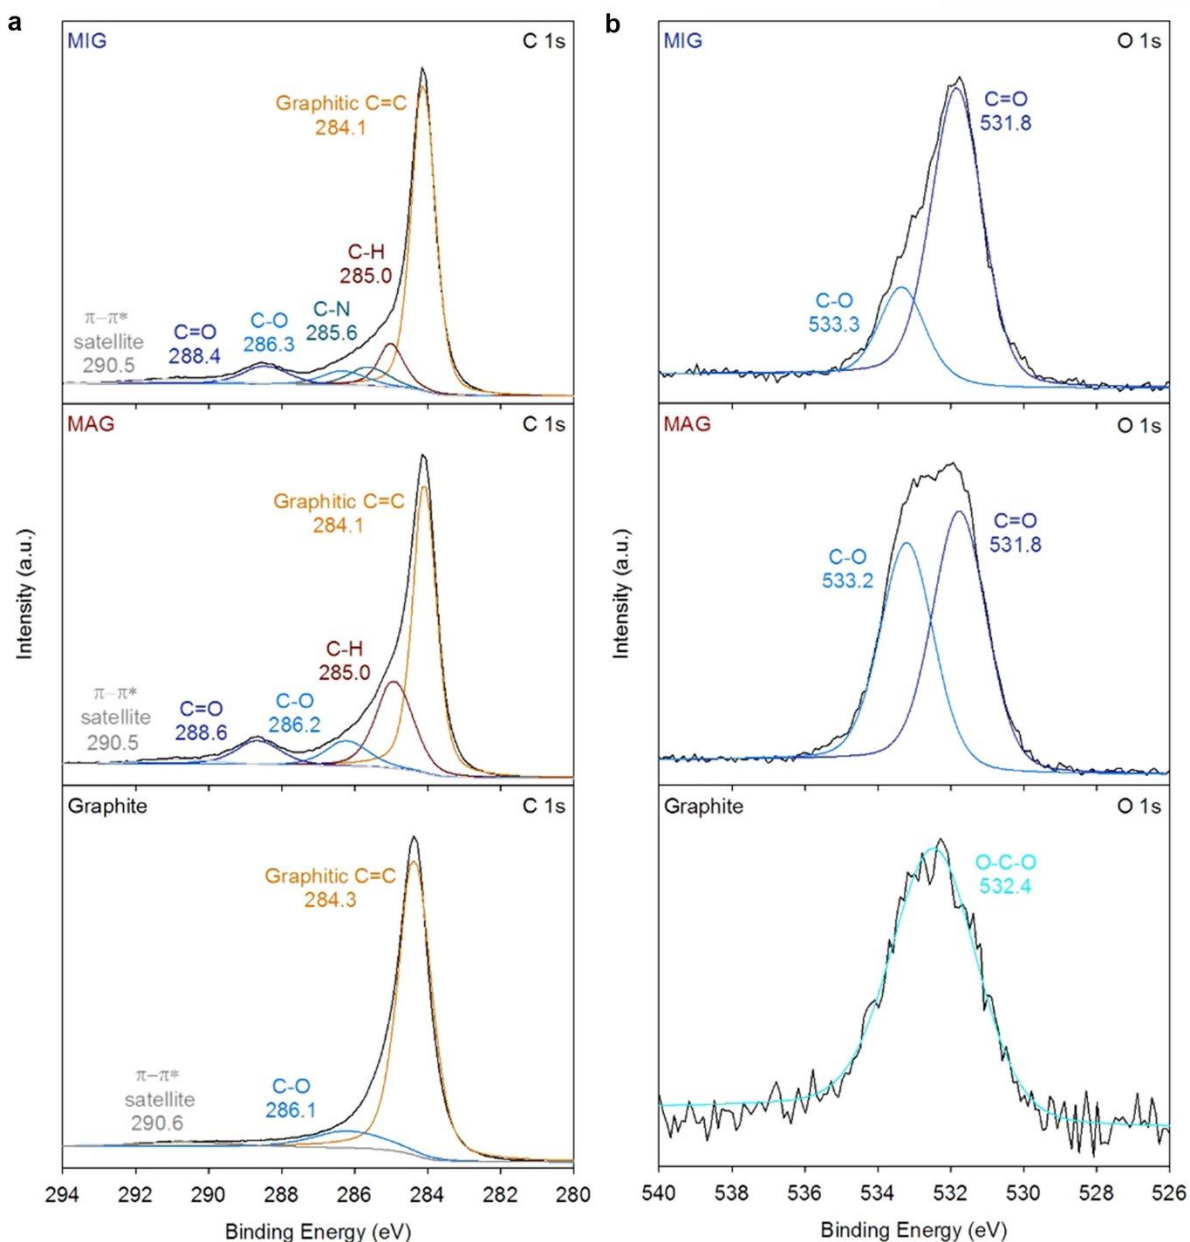 a
MIG
C 1s
Graphitic C=C
284.1
C-H
285.0
C-N
285.6
C-O
286.3
C=O
288.4
π−π*
satellite
290.5
MAG
C 1s
Graphitic C=C
284.1
C-H
285.0
C-O
286.2
C=O
288.6
π−π*
satellite
290.5
Graphite
C 1s
Graphitic C=C
284.3
C-O
286.1
π−π*
satellite
290.6
Intensity (a.u.)
294 292 290 288 286 284 282 280
Binding Energy (eV)
b
MIG
O 1s
C=O
531.8
C-O
533.3
MAG
O 1s
C=O
531.8
C-O
533.2
Graphite
O 1s
O-C-O
532.4
Intensity (a.u.)
540 538 536 534 532 530 528 526
Binding Energy (eV)